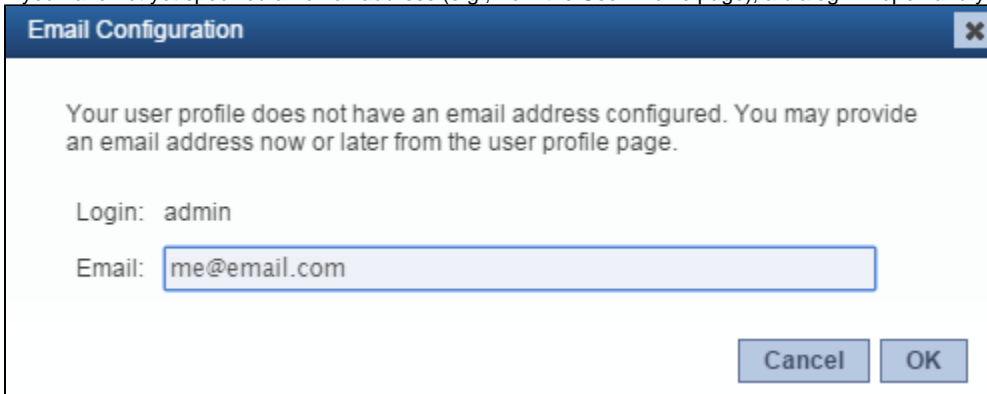 Email Configuration
Your user profile does not have an email address configured. You may provide
an email address now or later from the user profile page.
Login: admin
Email: me@email.com
Cancel OK